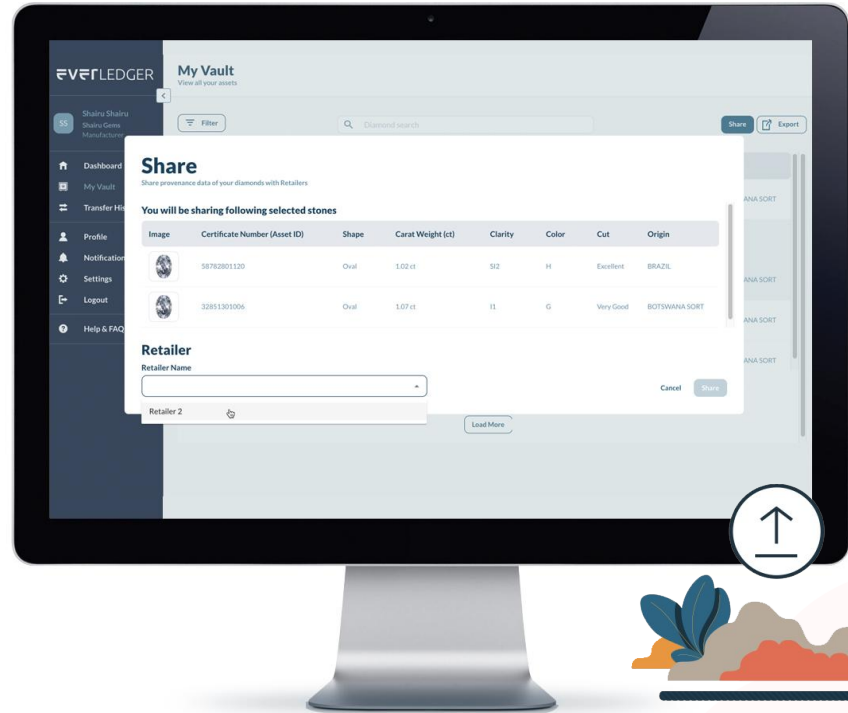 EVERLEDGER
My Vault
View all your assets
SS
Shairu Shairu
Shairu Gems
Manufacturer
Filter
Diamond search
Share
Export
Dashboard
My Vault
Transfer His
Profile
Notification
Settings
Logout
Help & FAQ
Share
Share provenance data of your diamonds with Retailers
You will be sharing following selected stones
Image Certificate Number (Asset ID) Shape Carat Weight (ct) Clarity Color Cut Origin
58762801120 Oval 1.02 ct SI2 H Excellent BRAZIL
32851301006 Oval 1.07 ct I1 G Very Good BOTSWANA SORT
Retailer
Retailer Name
Cancel Share
Retailer 2
Load More
ANA SORT
ANA SORT
ANA SORT
ANA SORT